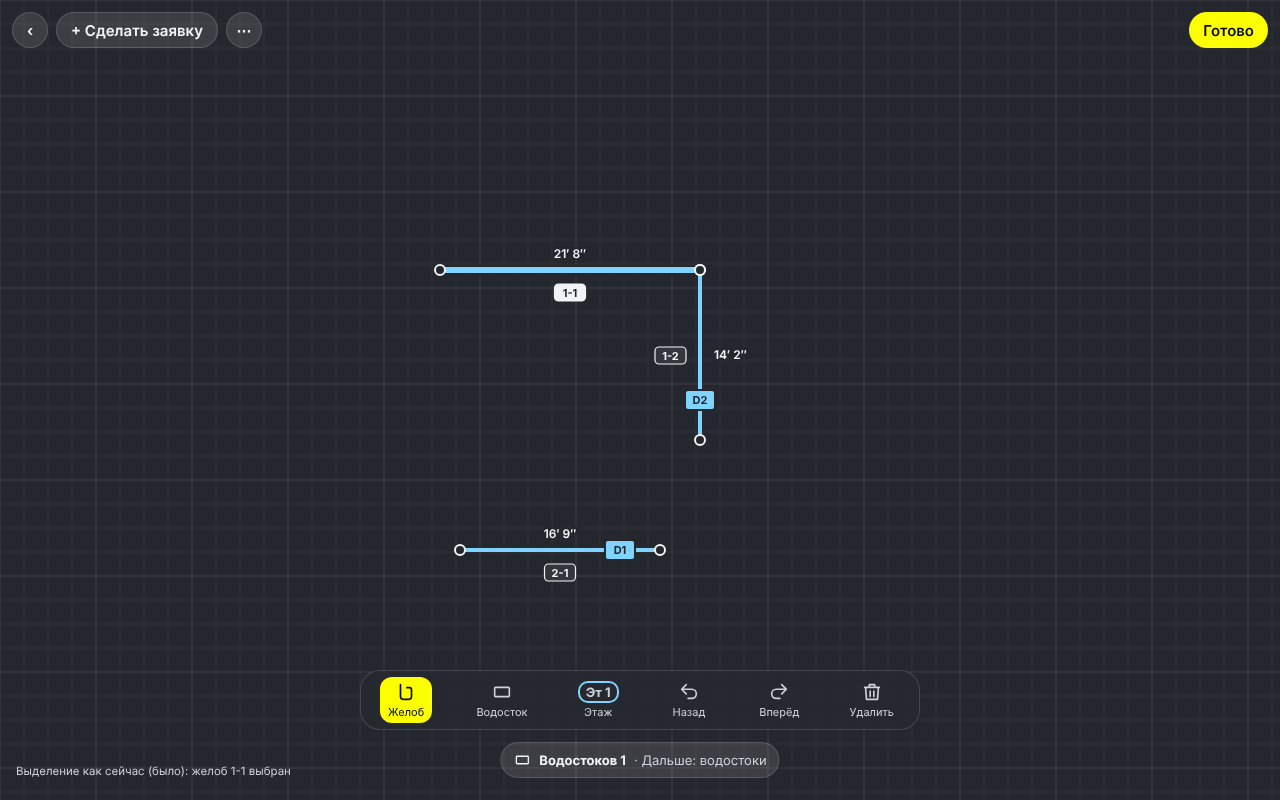 ‹
+ Сделать заявку
⋯
Готово
21′ 8″
1-1
1-2
14′ 2″
D2
16′ 9″
D1
2-1
Эт 1
Желоб
Водосток
Этаж
Назад
Вперёд
Удалить
Водостоков 1 · Дальше: водостоки
Выделение как сейчас (было): желоб 1-1 выбран